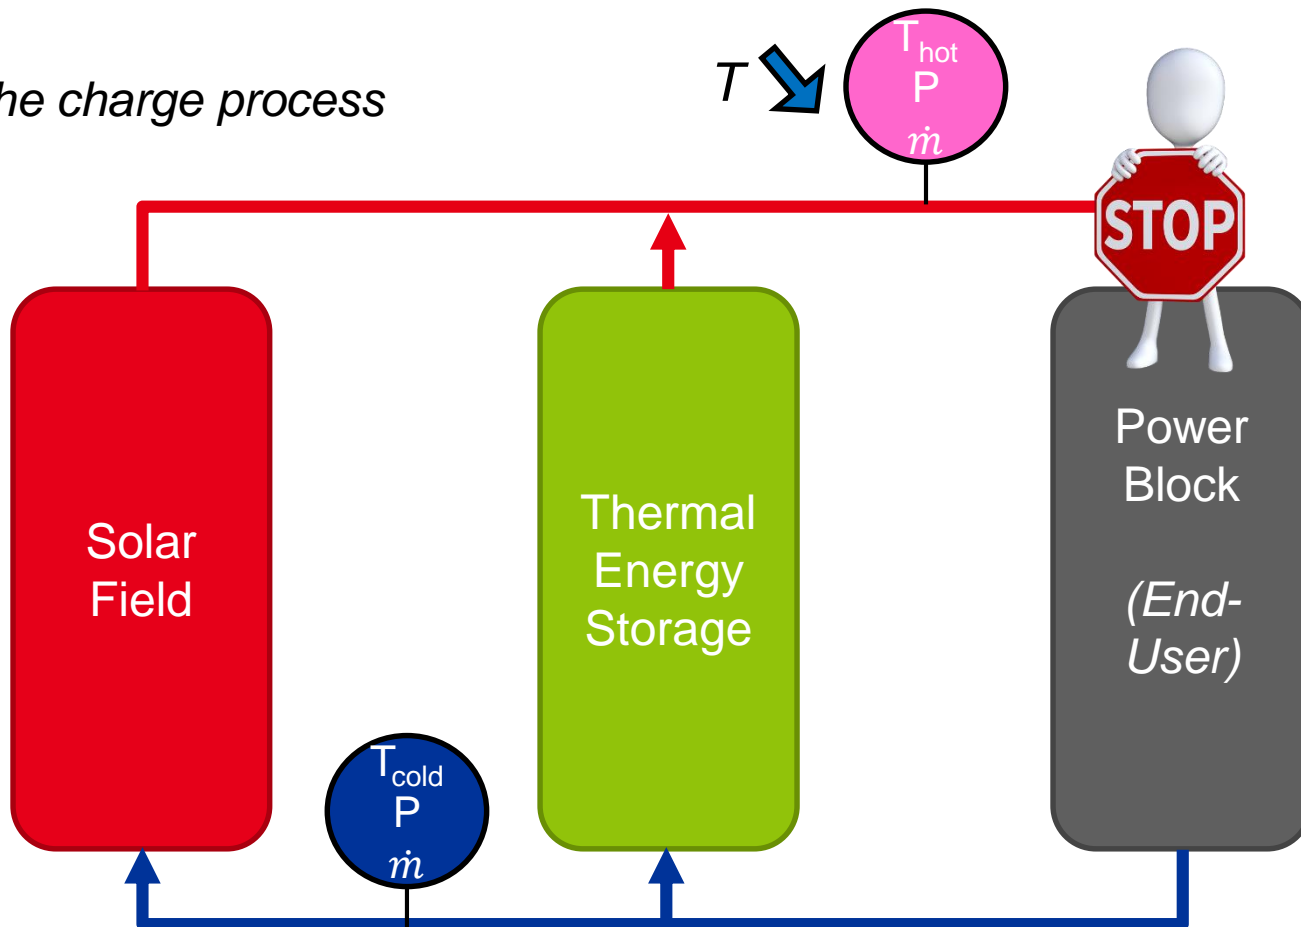 he charge process
T
T_hot
P
ṁ
STOP
Solar
Field
Thermal
Energy
Storage
Power
Block
(End-
User)
T_cold
P
ṁ